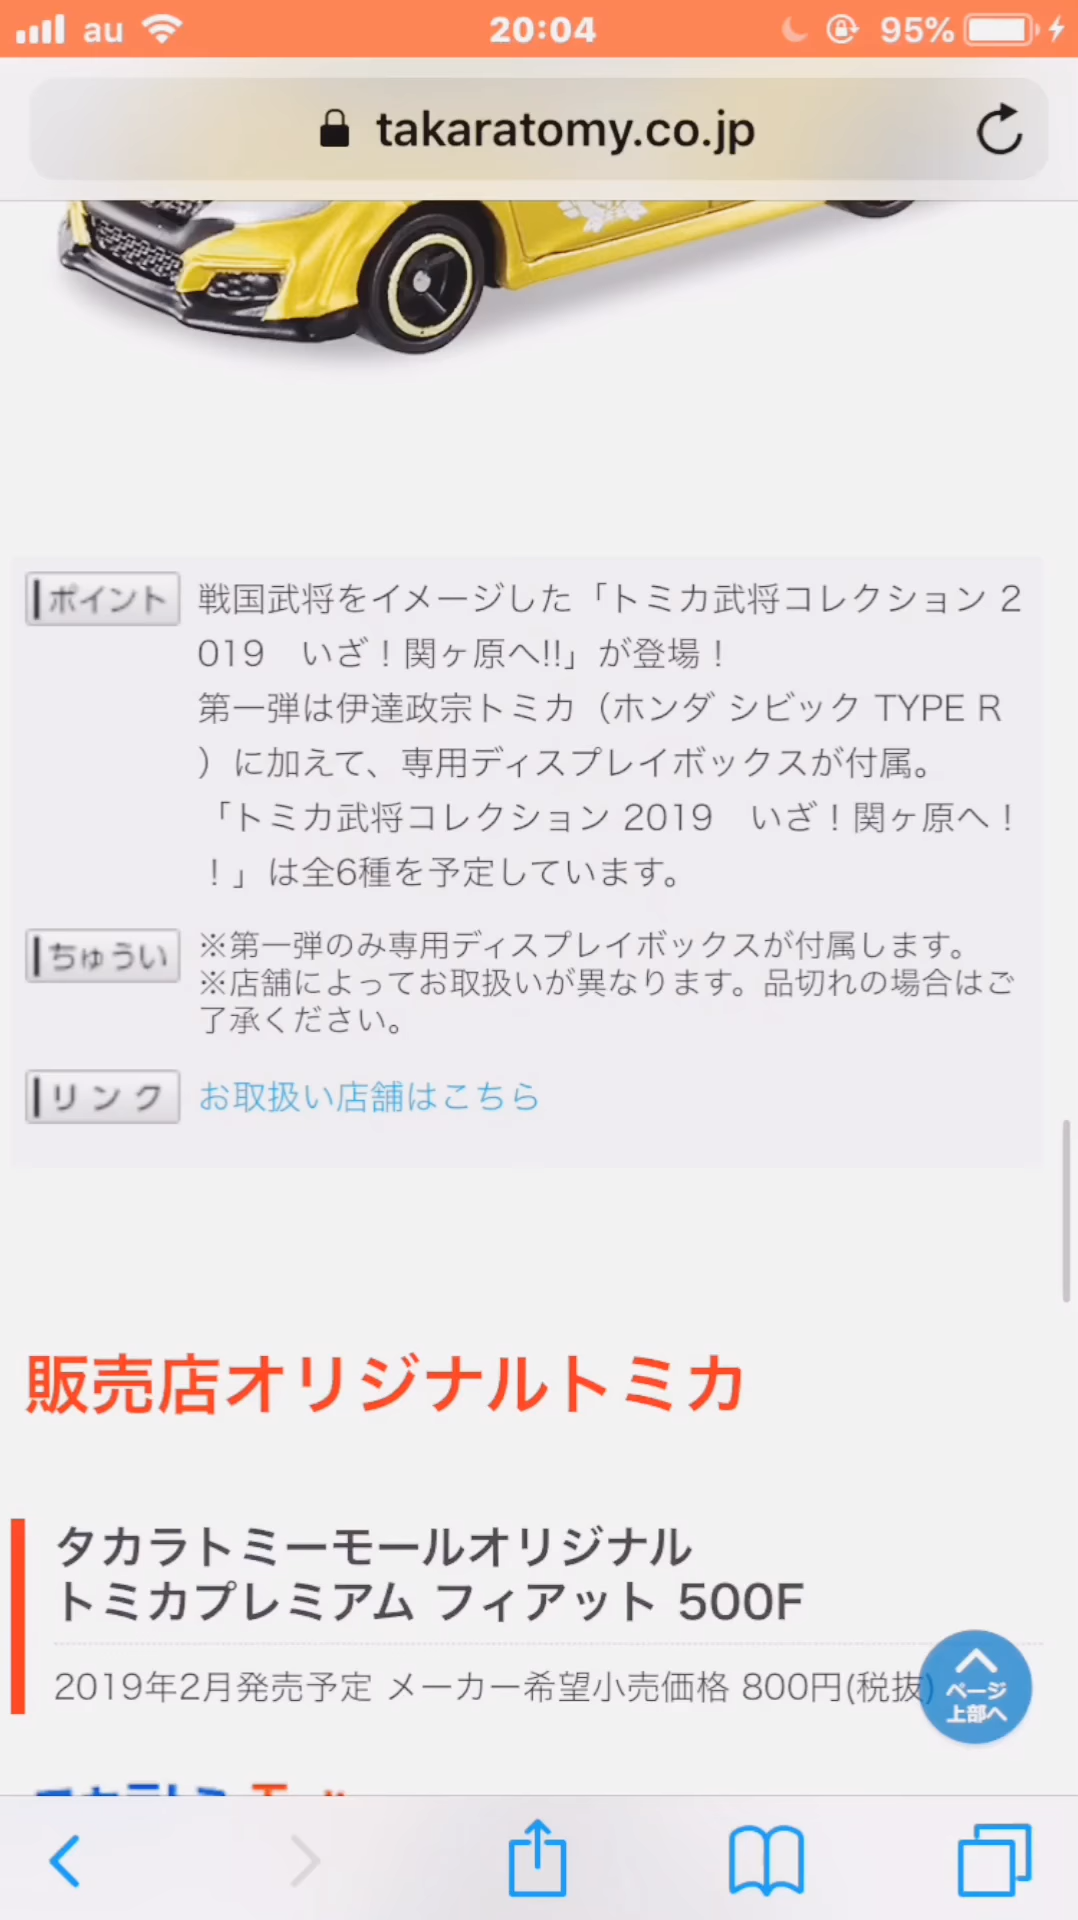 au
20:04
95%
takaratomy.co.jp
ポイント
戦国武将をイメージした「トミカ武将コレクション 2
019　いざ！関ヶ原へ!!」が登場！
第一弾は伊達政宗トミカ（ホンダ シビック TYPE R
）に加えて、専用ディスプレイボックスが付属。
「トミカ武将コレクション 2019　いざ！関ヶ原へ！
！」は全6種を予定しています。
ちゅうい
※第一弾のみ専用ディスプレイボックスが付属します。
※店舗によってお取扱いが異なります。品切れの場合はご
了承ください。
リンク
お取扱い店舗はこちら
販売店オリジナルトミカ
タカラトミーモールオリジナル
トミカプレミアム フィアット 500F
2019年2月発売予定 メーカー希望小売価格 800円(税抜)
ページ
上部へ